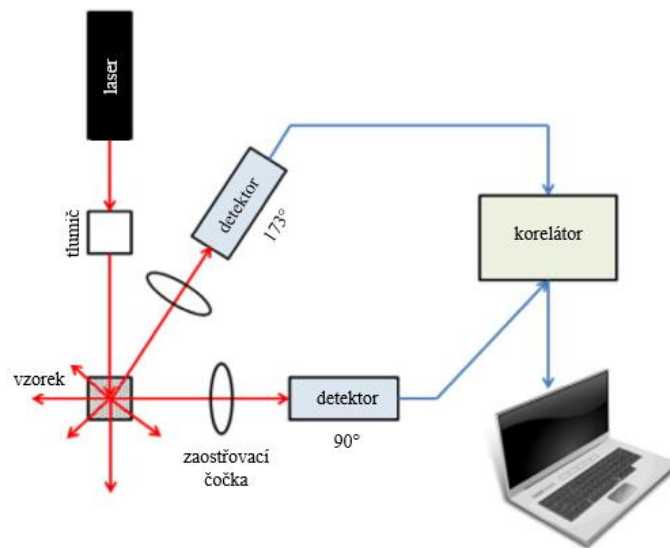 laser
tlumič
detektor
173°
korelátor
vzorek
detektor
90°
zaostřovací
čočka